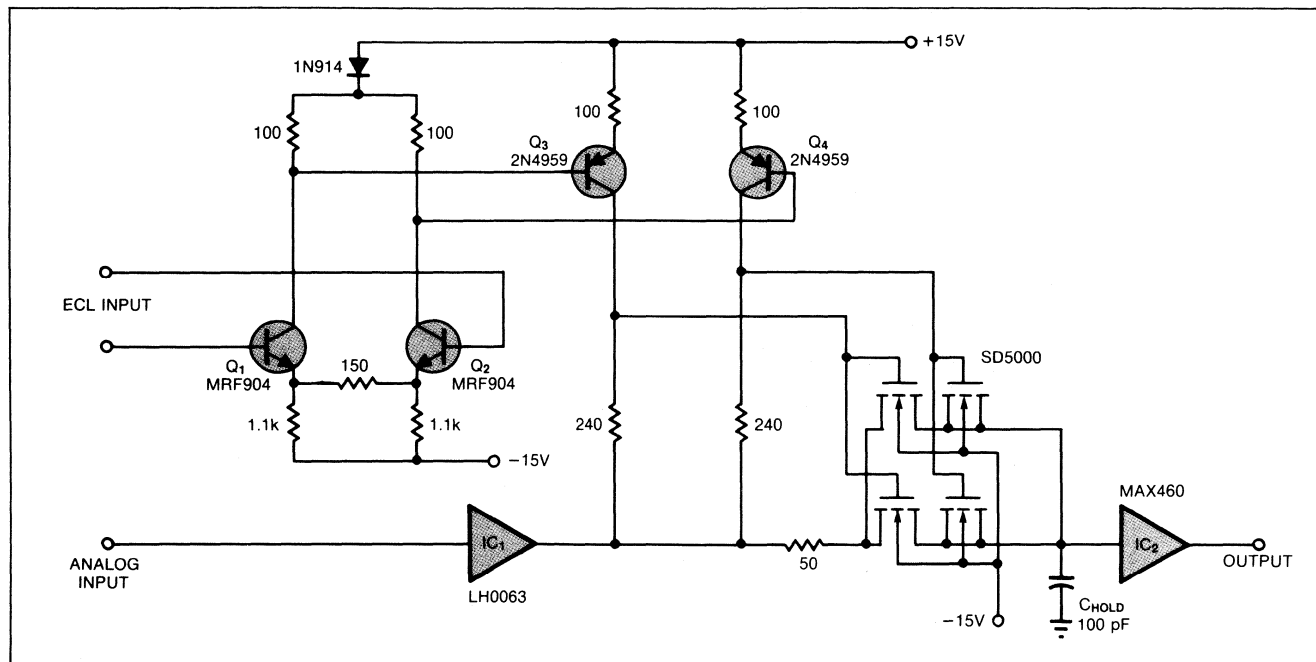 +15V
1N914
100
100
100
100
Q3
2N4959
Q4
2N4959
ECL INPUT
Q1
MRF904
150
Q2
MRF904
1.1k
1.1k
−15V
240
240
SD5000
ANALOG
INPUT
IC1
LH0063
50
−15V
MAX460
IC2
OUTPUT
CHOLD
100 pF